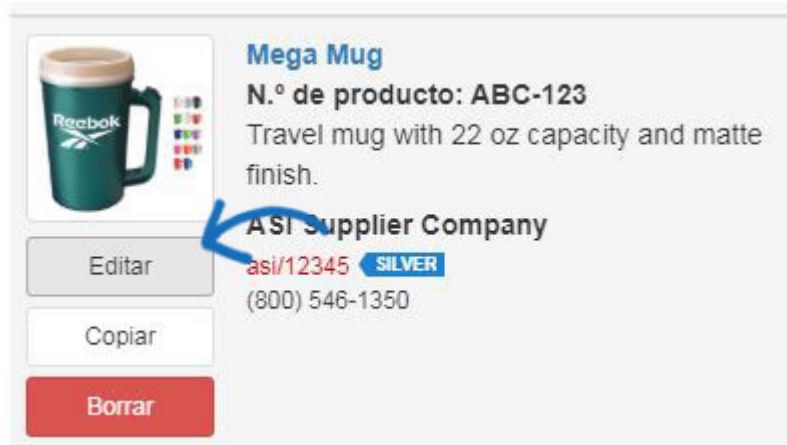 Mega Mug
N.º de producto: ABC-123
Travel mug with 22 oz capacity and matte
finish.
ASI Supplier Company
asi/12345 SILVER
(800) 546-1350
Reebok
Editar
Copiar
Borrar